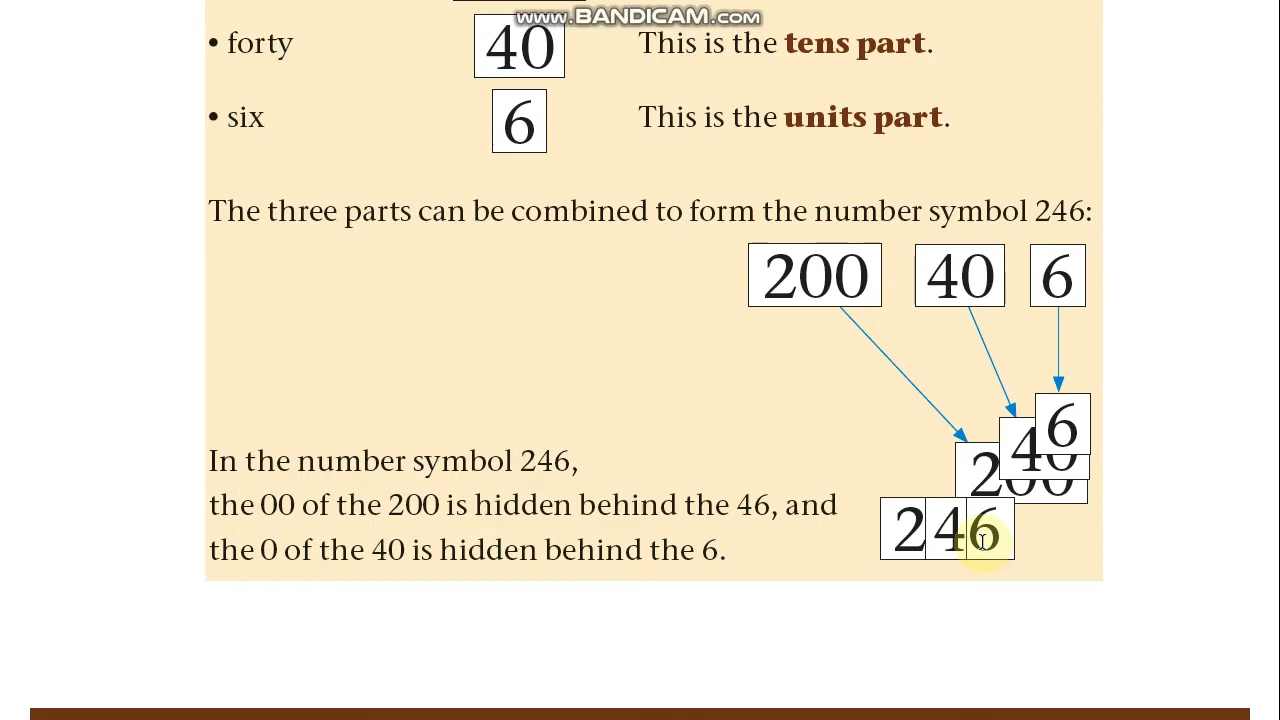 www.BANDICAM.com
• forty 40 This is the tens part.
• six 6 This is the units part.
The three parts can be combined to form the number symbol 246:
200 40 6
6
40
200
In the number symbol 246,
the 00 of the 200 is hidden behind the 46, and
246
the 0 of the 40 is hidden behind the 6.